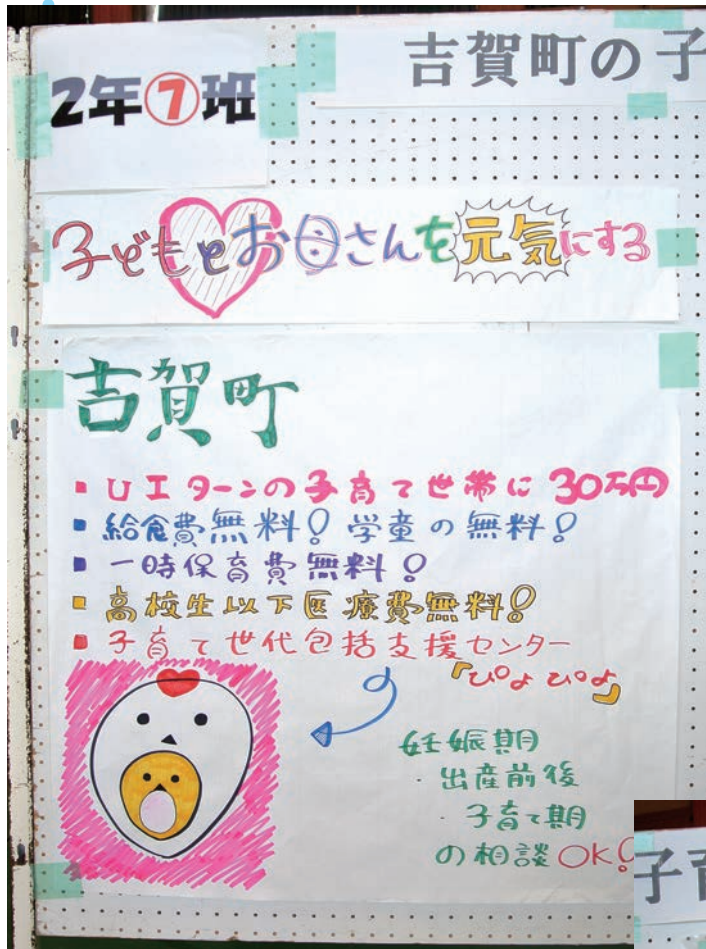 2年⑦班
吉賀町の子
子どもとお母さんを元気にする
吉賀町
▪UIターンの子育て世帯に30万円
▪給食費無料!学童の無料!
▪一時保育費無料!
▪高校生以下医療費無料!
▪子育て世代包括支援センター
『ぴよぴよ』
妊娠期
・出産前後
・子育て期
の相談OK!
子育